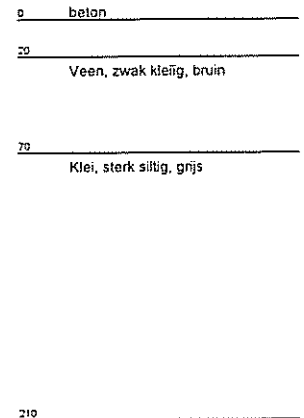 0 beton
20
Veen, zwak kleiïg, bruin
70
Klei, sterk siltig, grijs
210